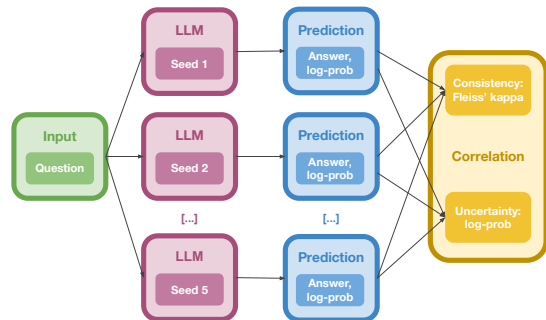 Input
Question
LLM
Seed 1
LLM
Seed 2
[...]
LLM
Seed 5
Prediction
Answer,
log-prob
Prediction
Answer,
log-prob
[...]
Prediction
Answer,
log-prob
Consistency:
Fleiss' kappa
Correlation
Uncertainty:
log-prob